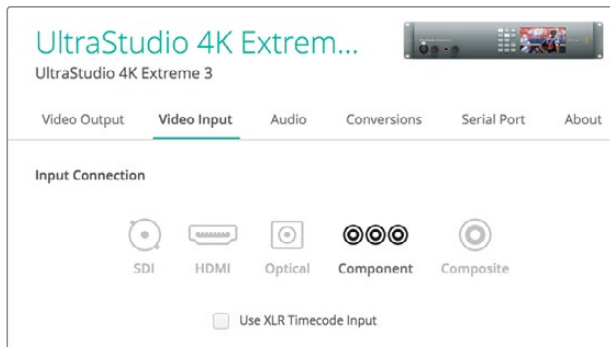 UltraStudio 4K Extrem...
UltraStudio 4K Extreme 3
Video Output Video Input Audio Conversions Serial Port About
Input Connection
SDI HDMI Optical Component Composite
Use XLR Timecode Input